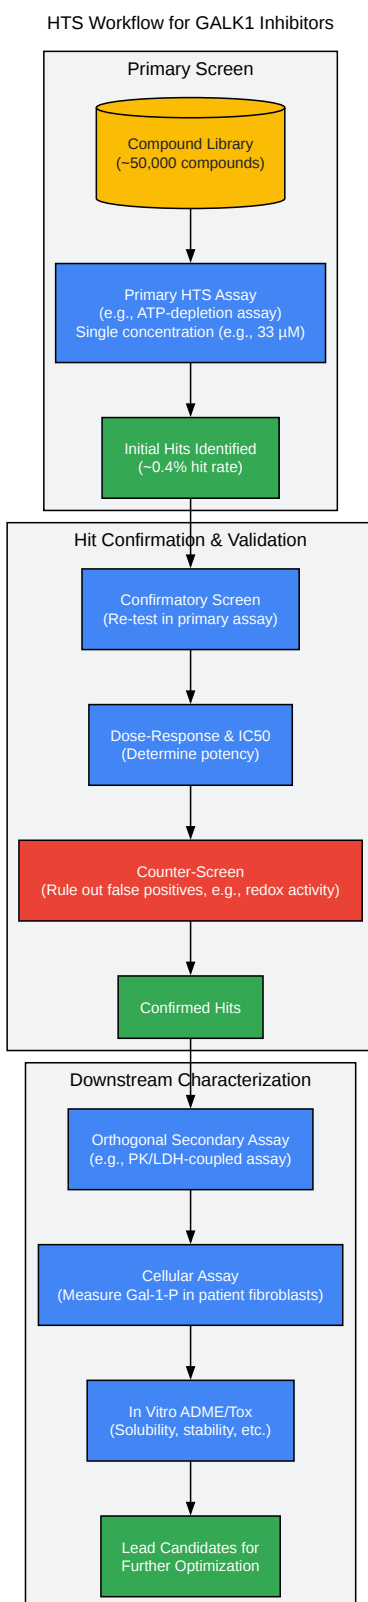 HTS Workflow for GALK1 Inhibitors
Primary Screen
Compound Library
(~50,000 compounds)
Primary HTS Assay
(e.g., ATP-depletion assay)
Single concentration (e.g., 33 µM)
Initial Hits Identified
(~0.4% hit rate)
Hit Confirmation & Validation
Confirmatory Screen
(Re-test in primary assay)
Dose-Response & IC50
(Determine potency)
Counter-Screen
(Rule out false positives, e.g., redox activity)
Confirmed Hits
Downstream Characterization
Orthogonal Secondary Assay
(e.g., PK/LDH-coupled assay)
Cellular Assay
(Measure Gal-1-P in patient fibroblasts)
In Vitro ADME/Tox
(Solubility, stability, etc.)
Lead Candidates for
Further Optimization